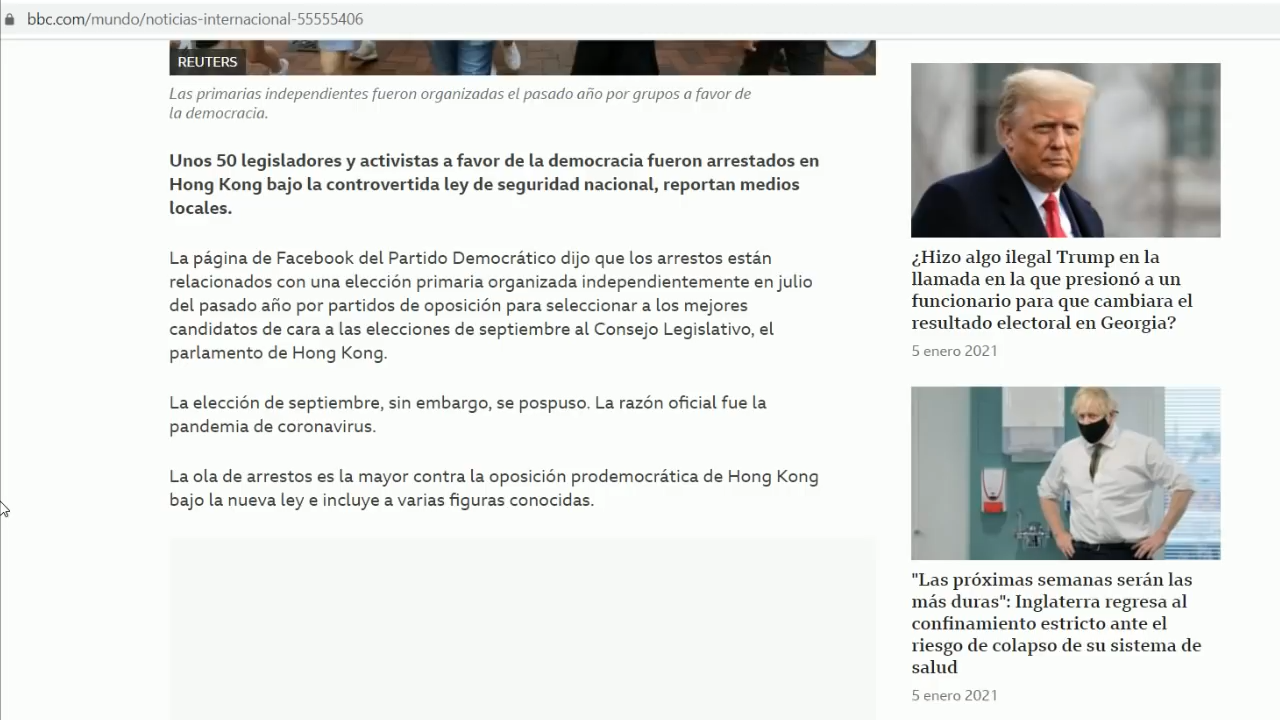 bbc.com/mundo/noticias-internacional-55555406
REUTERS
Las primarias independientes fueron organizadas el pasado año por grupos a favor de
la democracia.
Unos 50 legisladores y activistas a favor de la democracia fueron arrestados en
Hong Kong bajo la controvertida ley de seguridad nacional, reportan medios
locales.
La página de Facebook del Partido Democrático dijo que los arrestos están
relacionados con una elección primaria organizada independientemente en julio
del pasado año por partidos de oposición para seleccionar a los mejores
candidatos de cara a las elecciones de septiembre al Consejo Legislativo, el
parlamento de Hong Kong.
La elección de septiembre, sin embargo, se pospuso. La razón oficial fue la
pandemia de coronavirus.
La ola de arrestos es la mayor contra la oposición prodemocrática de Hong Kong
bajo la nueva ley e incluye a varias figuras conocidas.
¿Hizo algo ilegal Trump en la
llamada en la que presionó a un
funcionario para que cambiara el
resultado electoral en Georgia?
5 enero 2021
"Las próximas semanas serán las
más duras": Inglaterra regresa al
confinamiento estricto ante el
riesgo de colapso de su sistema de
salud
5 enero 2021